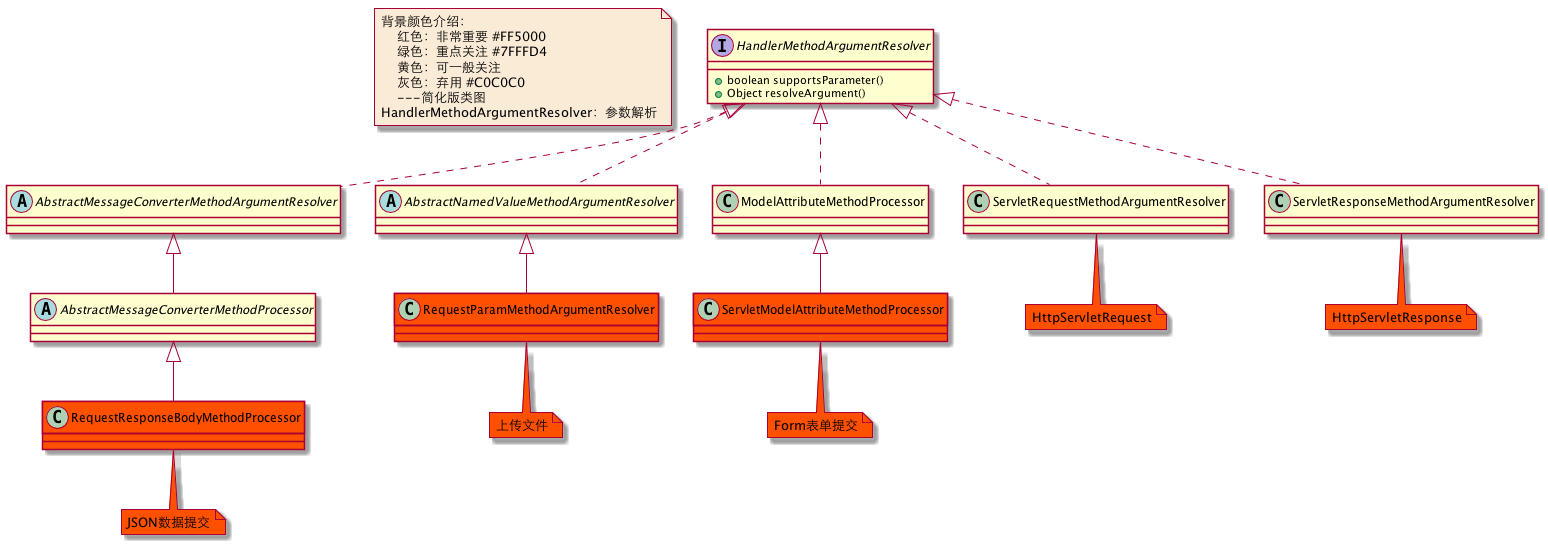 背景颜色介绍：
红色：非常重要 #FF5000
绿色：重点关注 #7FFFD4
黄色：可一般关注
灰色：弃用 #C0C0C0
---简化版类图
HandlerMethodArgumentResolver：参数解析
I HandlerMethodArgumentResolver
boolean supportsParameter()
Object resolveArgument()
A AbstractMessageConverterMethodArgumentResolver
A AbstractNamedValueMethodArgumentResolver
C ModelAttributeMethodProcessor
C ServletRequestMethodArgumentResolver
C ServletResponseMethodArgumentResolver
A AbstractMessageConverterMethodProcessor
C RequestParamMethodArgumentResolver
C ServletModelAttributeMethodProcessor
HttpServletRequest
HttpServletResponse
C RequestResponseBodyMethodProcessor
上传文件
Form表单提交
JSON数据提交